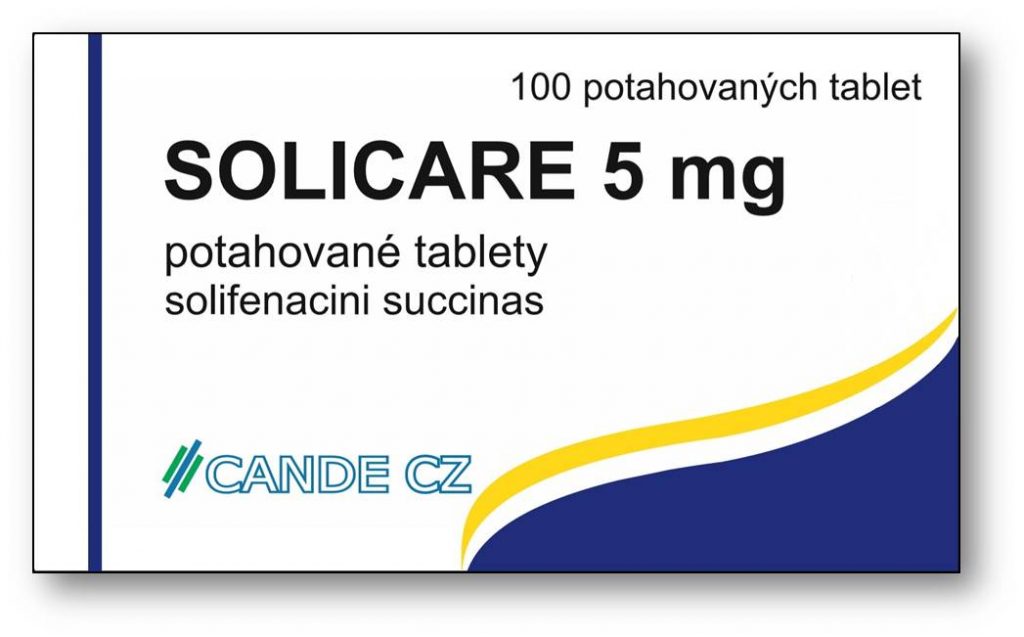 100 potahovaných tablet
SOLICARE 5 mg
potahované tablety
solifenacini succinas
CANDE CZ